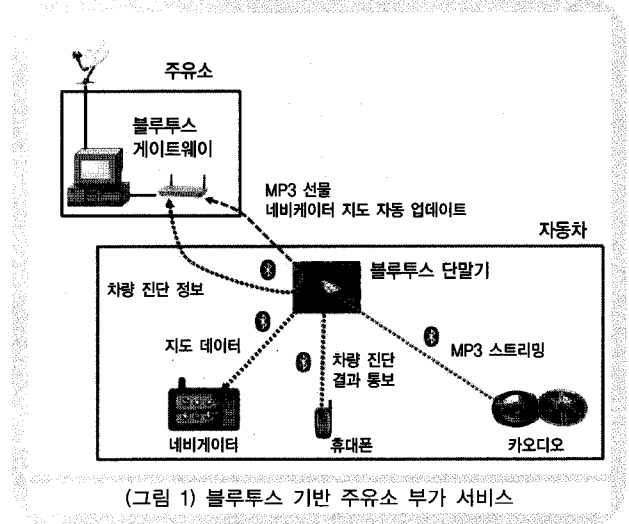 주유소
블루투스
게이트웨이
MP3 선물
네비케이터 지도 자동 업데이트
자동차
블루투스 단말기
차량 진단 정보
지도 데이터
차량 진단
결과 통보
MP3 스트리밍
네비게이터
휴대폰
카오디오
(그림 1) 블루투스 기반 주유소 부가 서비스